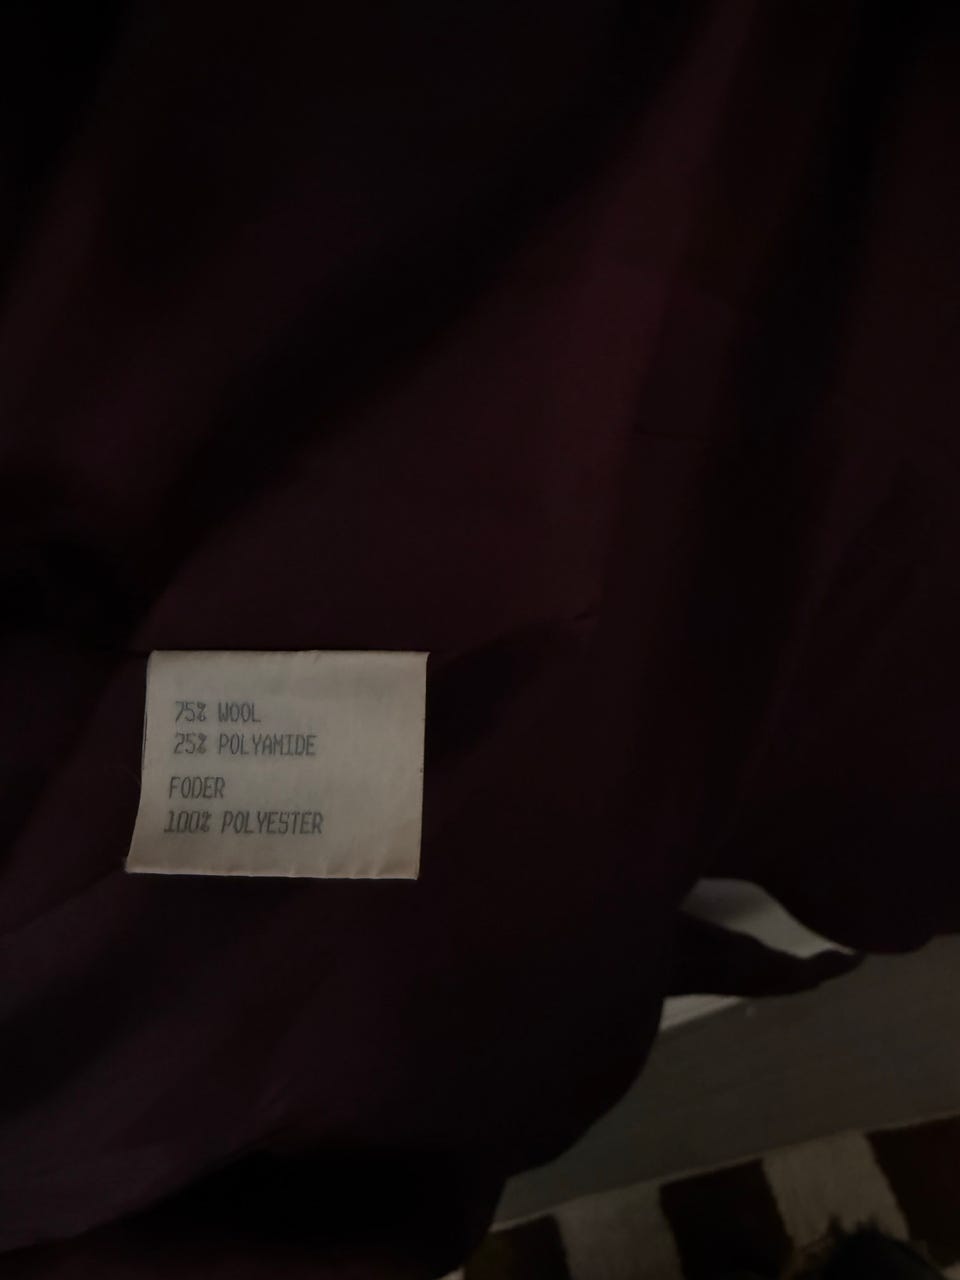 75% WOOL
25% POLYAMIDE
FODER
100% POLYESTER